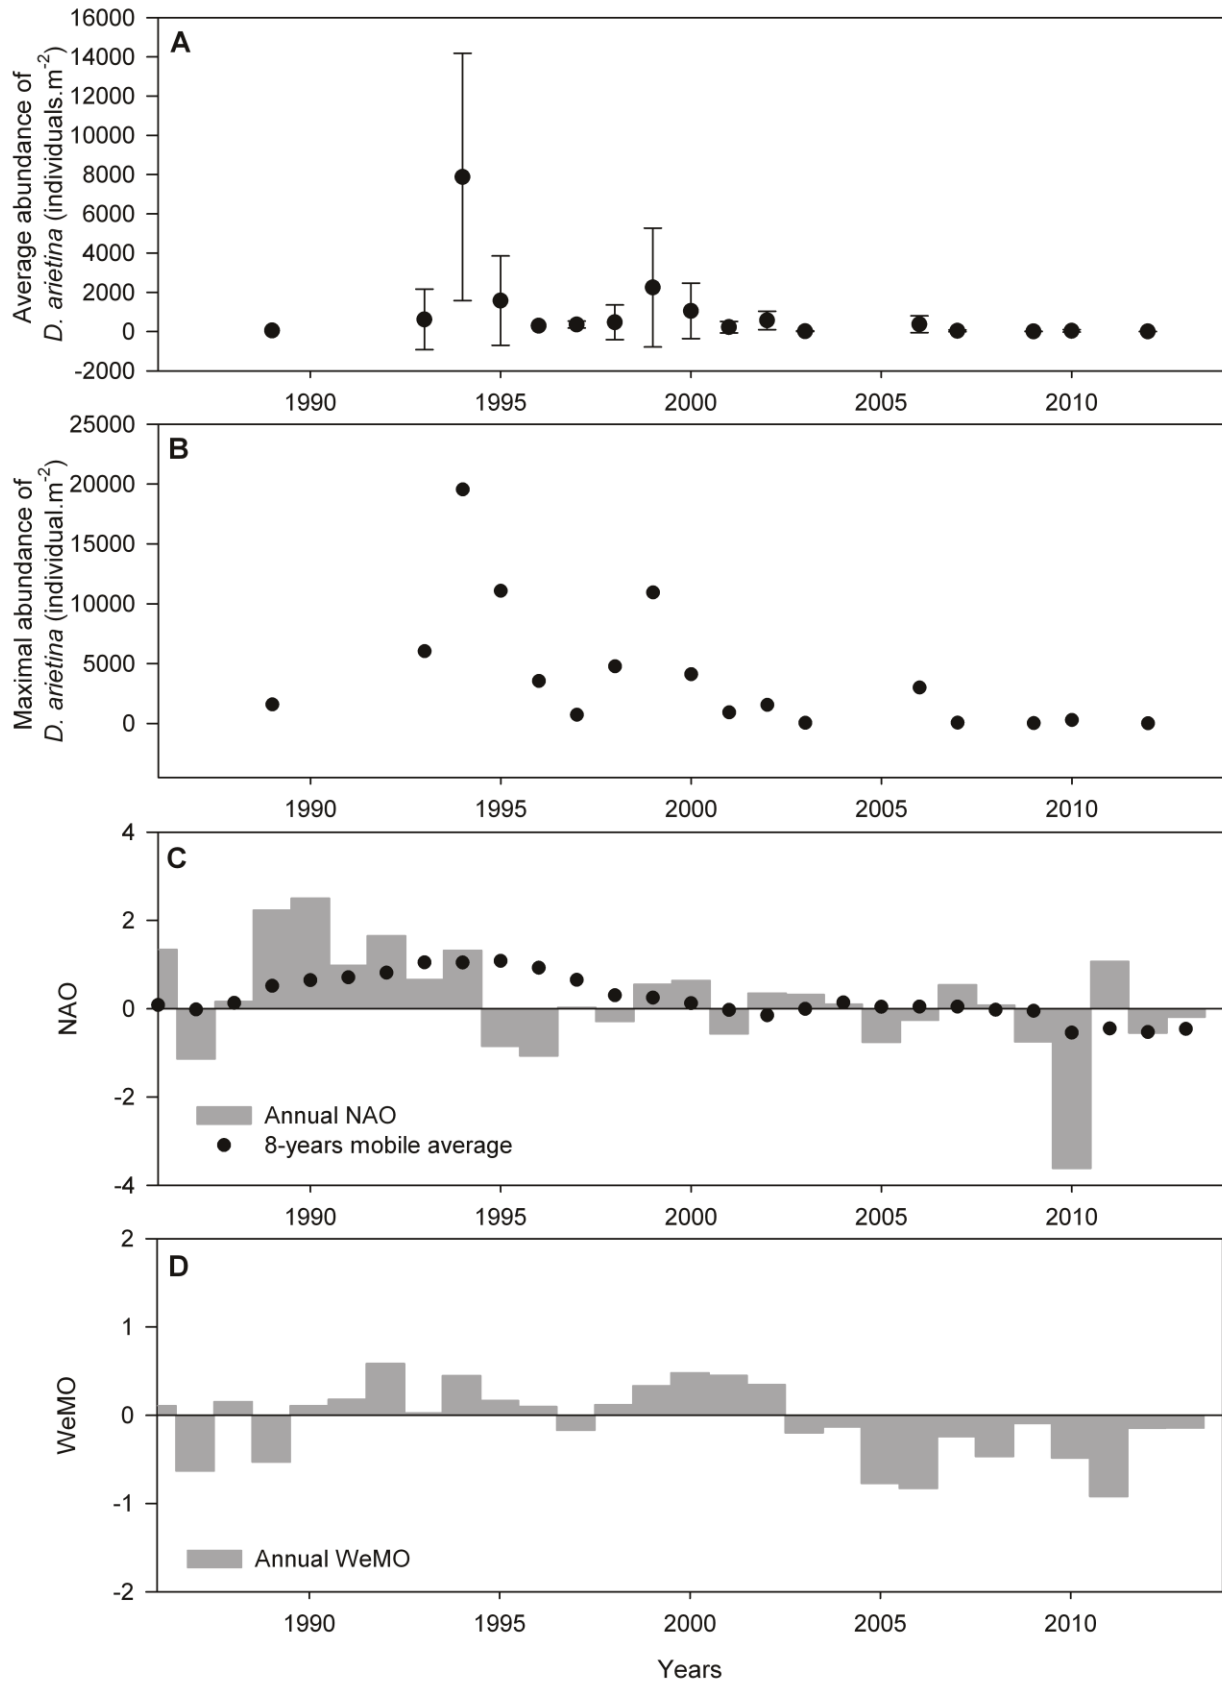 A
Average abundance of
D. arietina (individuals.m-2)
16000
14000
12000
10000
8000
6000
4000
2000
0
-2000
1990 1995 2000 2005 2010
B
Maximal abundance of
D. arietina (individual.m-2)
25000
20000
15000
10000
5000
0
1990 1995 2000 2005 2010
C
NAO
4
2
0
-2
-4
Annual NAO
8-years mobile average
1990 1995 2000 2005 2010
D
WeMO
2
1
0
-1
-2
Annual WeMO
1990 1995 2000 2005 2010
Years